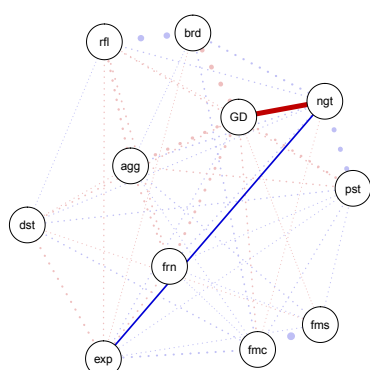 brd
rfl
ngt
GD
agg
pst
dst
frn
fms
fmc
exp